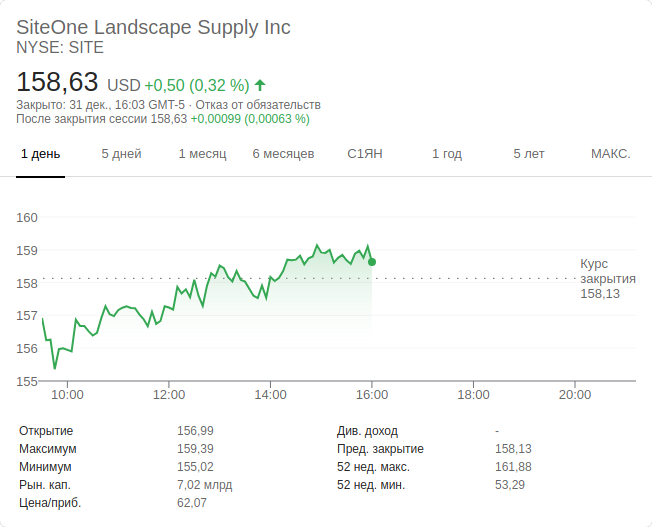 SiteOne Landscape Supply Inc
NYSE: SITE
158,63 USD +0,50 (0,32 %)
Закрыто: 31 дек., 16:03 GMT-5 · Отказ от обязательств
После закрытия сессии 158,63 +0,00099 (0,00063 %)
1 день 5 дней 1 месяц 6 месяцев С1ЯН 1 год 5 лет МАКС.
160
159
Курс
закрытия
158,13
158
157
156
155
10:00 12:00 14:00 16:00 18:00 20:00
Открытие 156,99 Див. доход -
Максимум 159,39 Пред. закрытие 158,13
Минимум 155,02 52 нед. макс. 161,88
Рын. кап. 7,02 млрд 52 нед. мин. 53,29
Цена/приб. 62,07